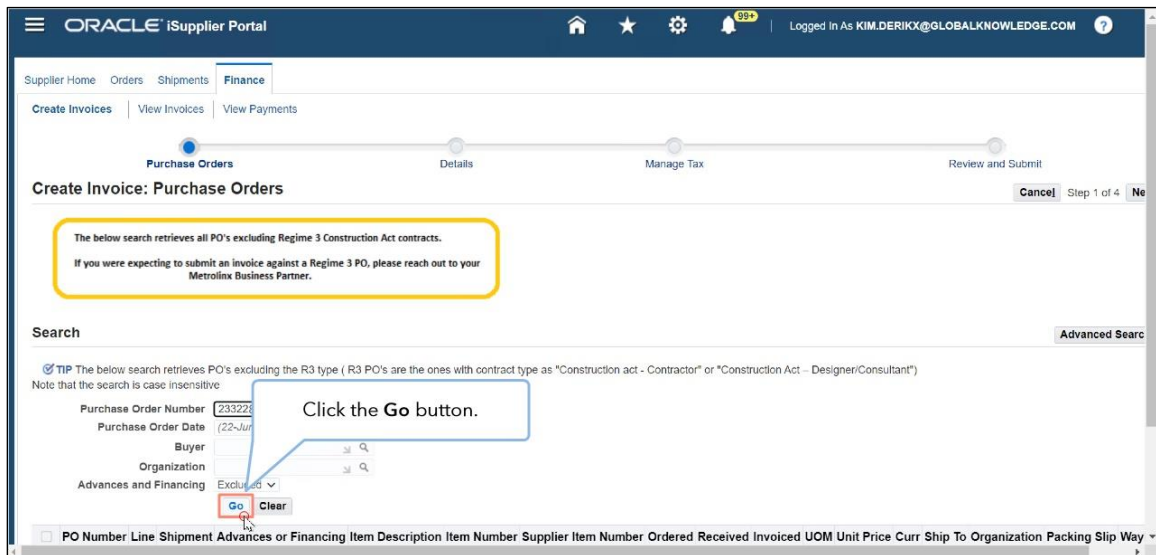 ORACLE iSupplier Portal
99+
Logged In As KIM.DERIKX@GLOBALKNOWLEDGE.COM
?
Supplier Home Orders Shipments Finance
Create Invoices View Invoices View Payments
Purchase Orders Details Manage Tax Review and Submit
Create Invoice: Purchase Orders
Cancel Step 1 of 4 Ne
The below search retrieves all PO's excluding Regime 3 Construction Act contracts.
If you were expecting to submit an invoice against a Regime 3 PO, please reach out to your
Metrolinx Business Partner.
Search
Advanced Searc
TIP The below search retrieves PO's excluding the R3 type ( R3 PO's are the ones with contract type as "Construction act - Contractor" or "Construction Act – Designer/Consultant")
Note that the search is case insensitive
Purchase Order Number 233228
Click the Go button.
Purchase Order Date (22-Jun
Buyer
Organization
Advances and Financing Excluded
Go Clear
PO Number Line Shipment Advances or Financing Item Description Item Number Supplier Item Number Ordered Received Invoiced UOM Unit Price Curr Ship To Organization Packing Slip Way